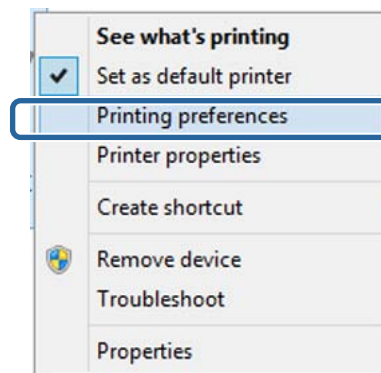 See what's printing
Set as default printer
Printing preferences
Printer properties
Create shortcut
Remove device
Troubleshoot
Properties